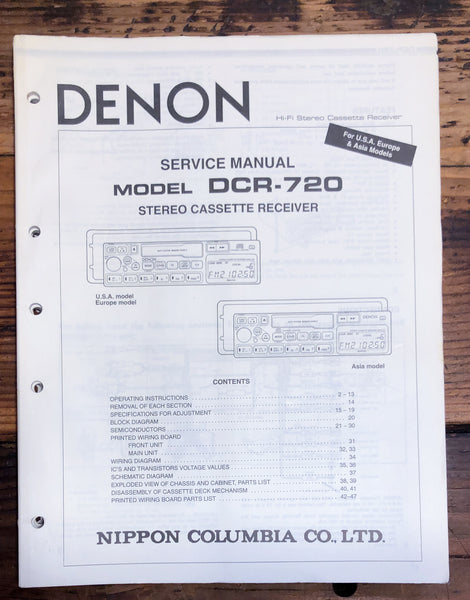 DENON
Hi-Fi Stereo Cassette Receiver
For U.S.A. Europe
& Asia Models
SERVICE MANUAL
MODEL DCR-720
STEREO CASSETTE RECEIVER
DENON
FM210250
U.S.A. model
Europe model
DENON
FM210250
Asia model
CONTENTS
OPERATING INSTRUCTIONS 2 - 13
REMOVAL OF EACH SECTION 14
SPECIFICATIONS FOR ADJUSTMENT 15 - 19
BLOCK DIAGRAM 20
SEMICONDUCTORS 21 - 30
PRINTED WIRING BOARD
FRONT UNIT 31
MAIN UNIT 32, 33
WIRING DIAGRAM 34
IC'S AND TRANSISTORS VOLTAGE VALUES 35, 36
SCHEMATIC DIAGRAM 37
EXPLODED VIEW OF CHASSIS AND CABINET, PARTS LIST 38, 39
DISASSEMBLY OF CASSETTE DECK MECHANISM 40, 41
PRINTED WIRING BOARD PARTS LIST 42-47
NIPPON COLUMBIA CO., LTD.